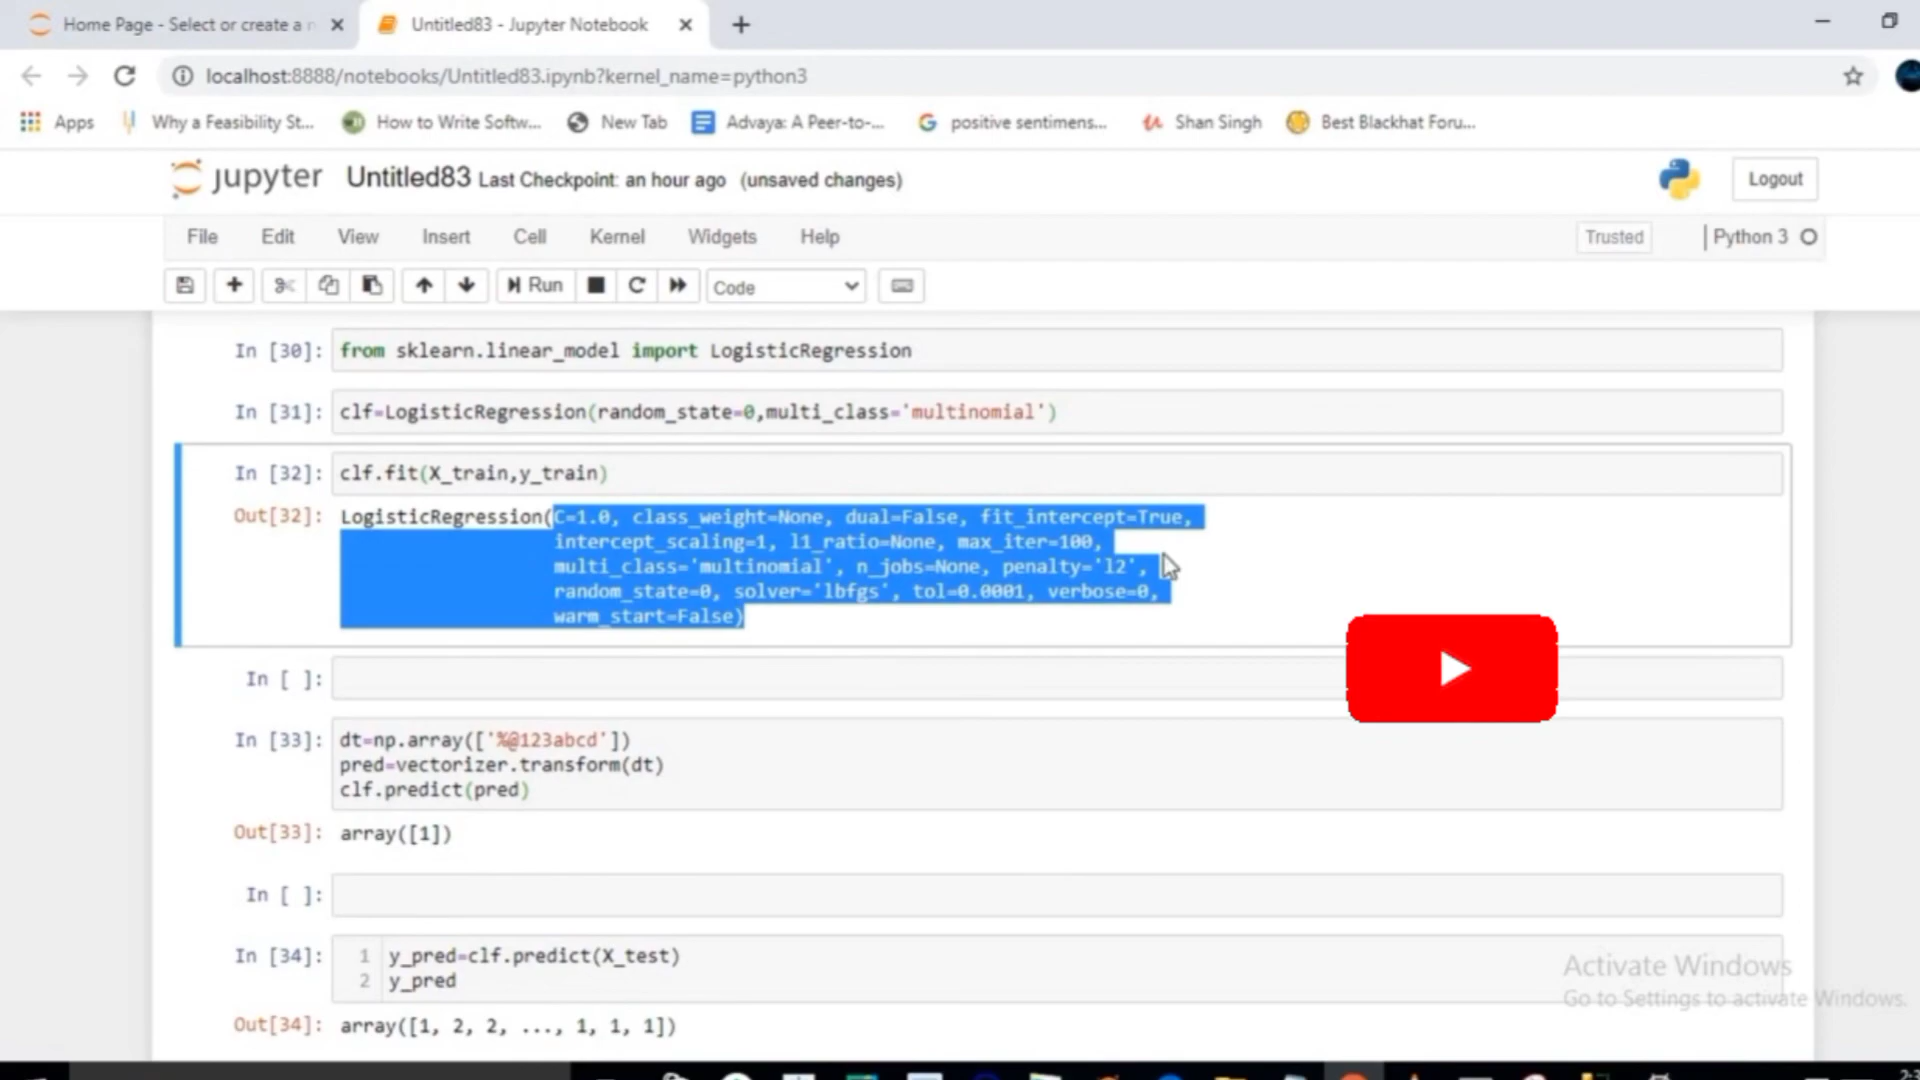 Home Page - Select or create a n
Untitled83 - Jupyter Notebook
localhost:8888/notebooks/Untitled83.ipynb?kernel_name=python3
Apps
Why a Feasibility St...
How to Write Softw...
New Tab
Advaya: A Peer-to-...
positive sentimens...
Shan Singh
Best Blackhat Foru...
jupyter Untitled83 Last Checkpoint: an hour ago (unsaved changes)
Logout
File Edit View Insert Cell Kernel Widgets Help
Trusted
Python 3
Run
Code
In [30]: from sklearn.linear_model import LogisticRegression
In [31]: clf=LogisticRegression(random_state=0,multi_class='multinomial')
In [32]: clf.fit(X_train,y_train)
Out[32]: LogisticRegression(C=1.0, class_weight=None, dual=False, fit_intercept=True,
intercept_scaling=1, l1_ratio=None, max_iter=100,
multi_class='multinomial', n_jobs=None, penalty='l2',
random_state=0, solver='lbfgs', tol=0.0001, verbose=0,
warm_start=False)
In [ ]:
In [33]: dt=np.array(['%@123abcd'])
pred=vectorizer.transform(dt)
clf.predict(pred)
Out[33]: array([1])
In [ ]:
In [34]: 1 y_pred=clf.predict(X_test)
2 y_pred
Out[34]: array([1, 2, 2, ..., 1, 1, 1])
Activate Windows
Go to Settings to activate Windows.